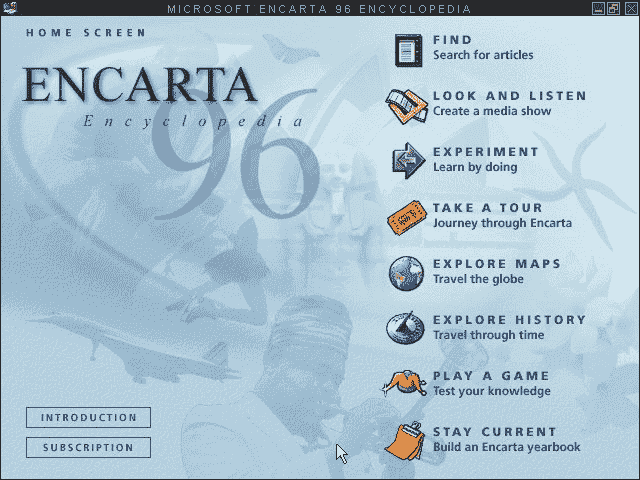 MICROSOFT ENCARTA 96 ENCYCLOPEDIA
HOME SCREEN
ENCARTA
Encyclopedia
96
FIND
Search for articles
LOOK AND LISTEN
Create a media show
EXPERIMENT
Learn by doing
TAKE A TOUR
Journey through Encarta
EXPLORE MAPS
Travel the globe
EXPLORE HISTORY
Travel through time
PLAY A GAME
Test your knowledge
STAY CURRENT
Build an Encarta yearbook
INTRODUCTION
SUBSCRIPTION